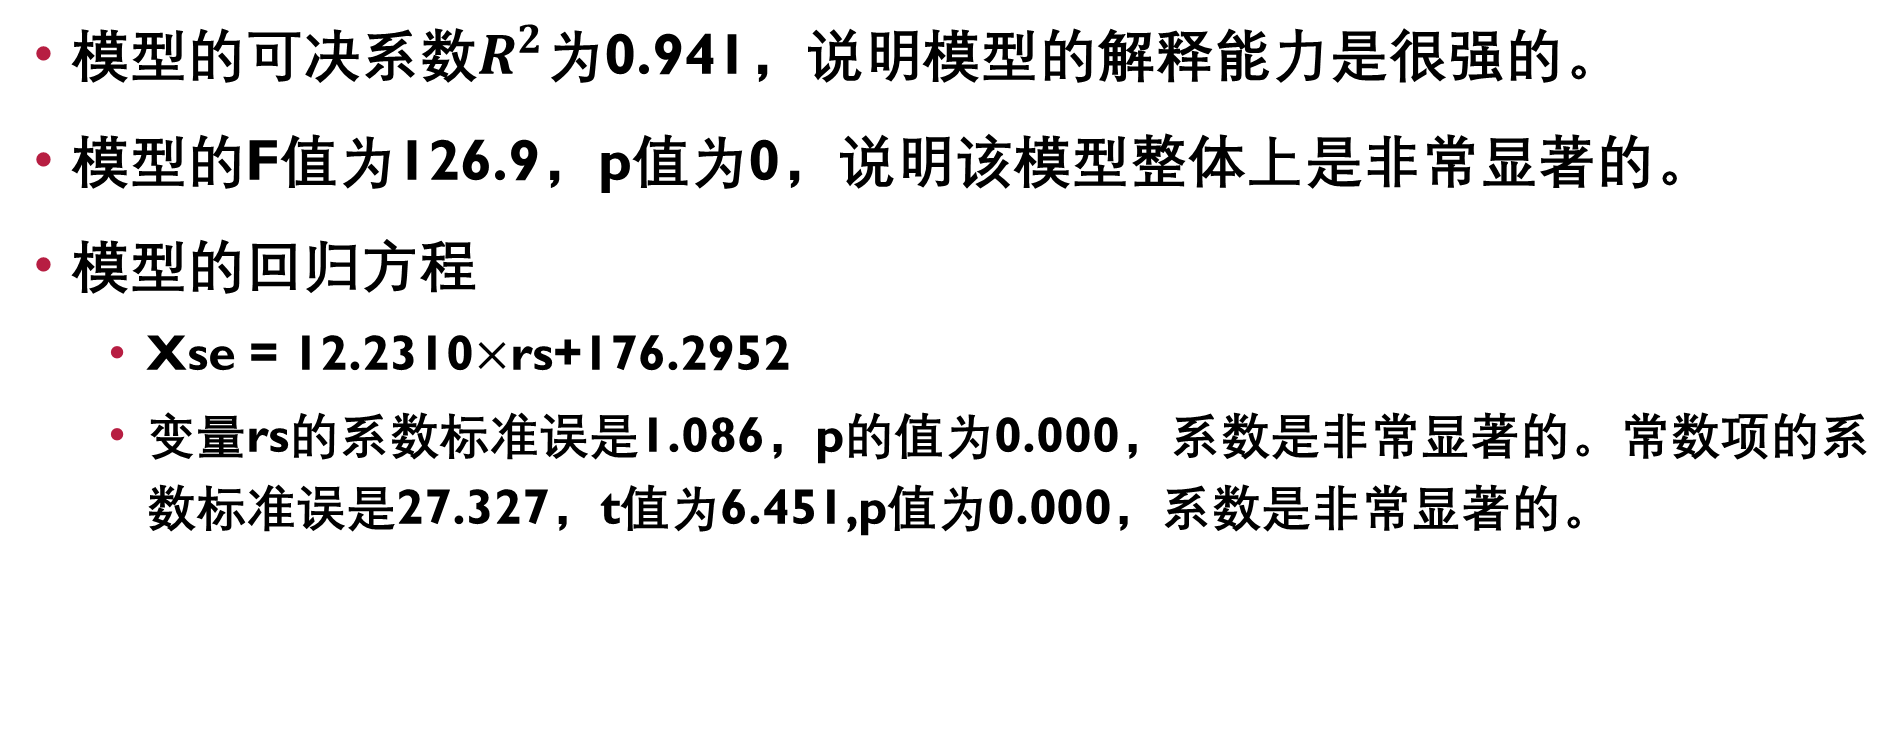 • 模型的可决系数R²为0.941，说明模型的解释能力是很强的。
• 模型的F值为126.9，p值为0，说明该模型整体上是非常显著的。
• 模型的回归方程
• Xse = 12.2310×rs+176.2952
• 变量rs的系数标准误是1.086，p的值为0.000，系数是非常显著的。常数项的系
数标准误是27.327，t值为6.451,p值为0.000，系数是非常显著的。